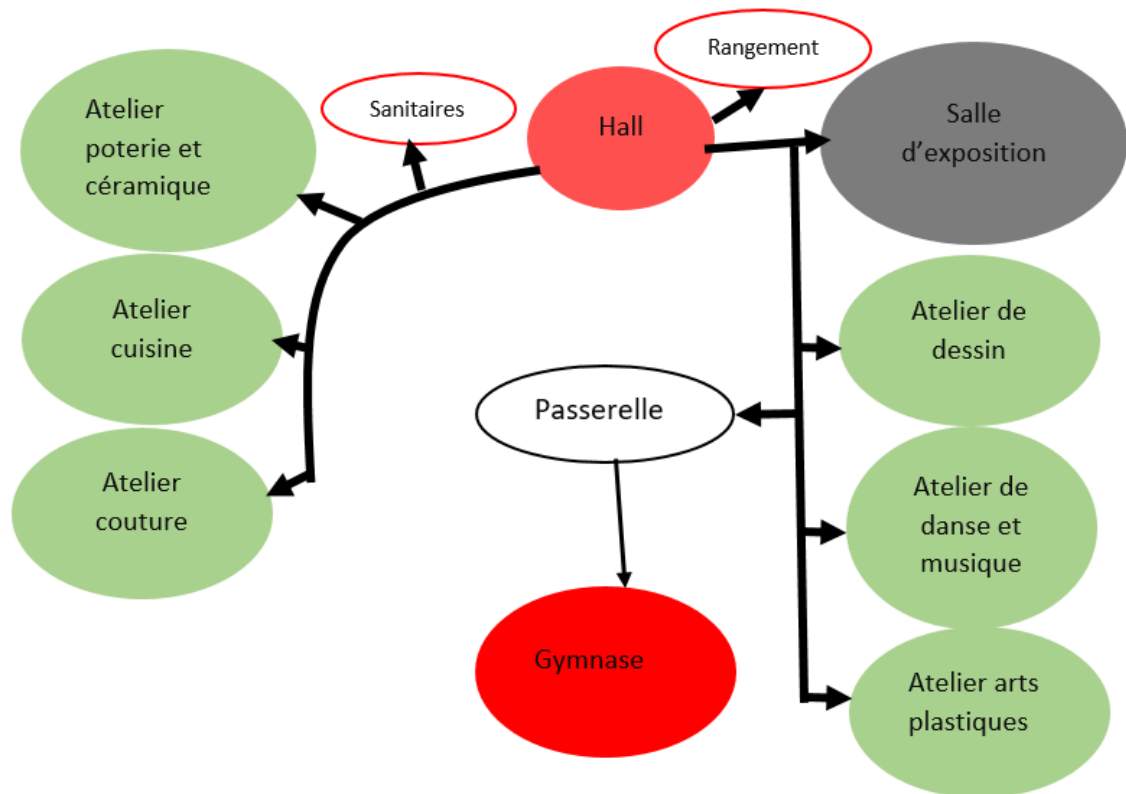 Rangement
Atelier
poterie et
céramique
Sanitaires
Hall
Salle
d’exposition
Atelier
cuisine
Atelier de
dessin
Passerelle
Atelier
couture
Atelier de
danse et
musique
Gymnase
Atelier arts
plastiques